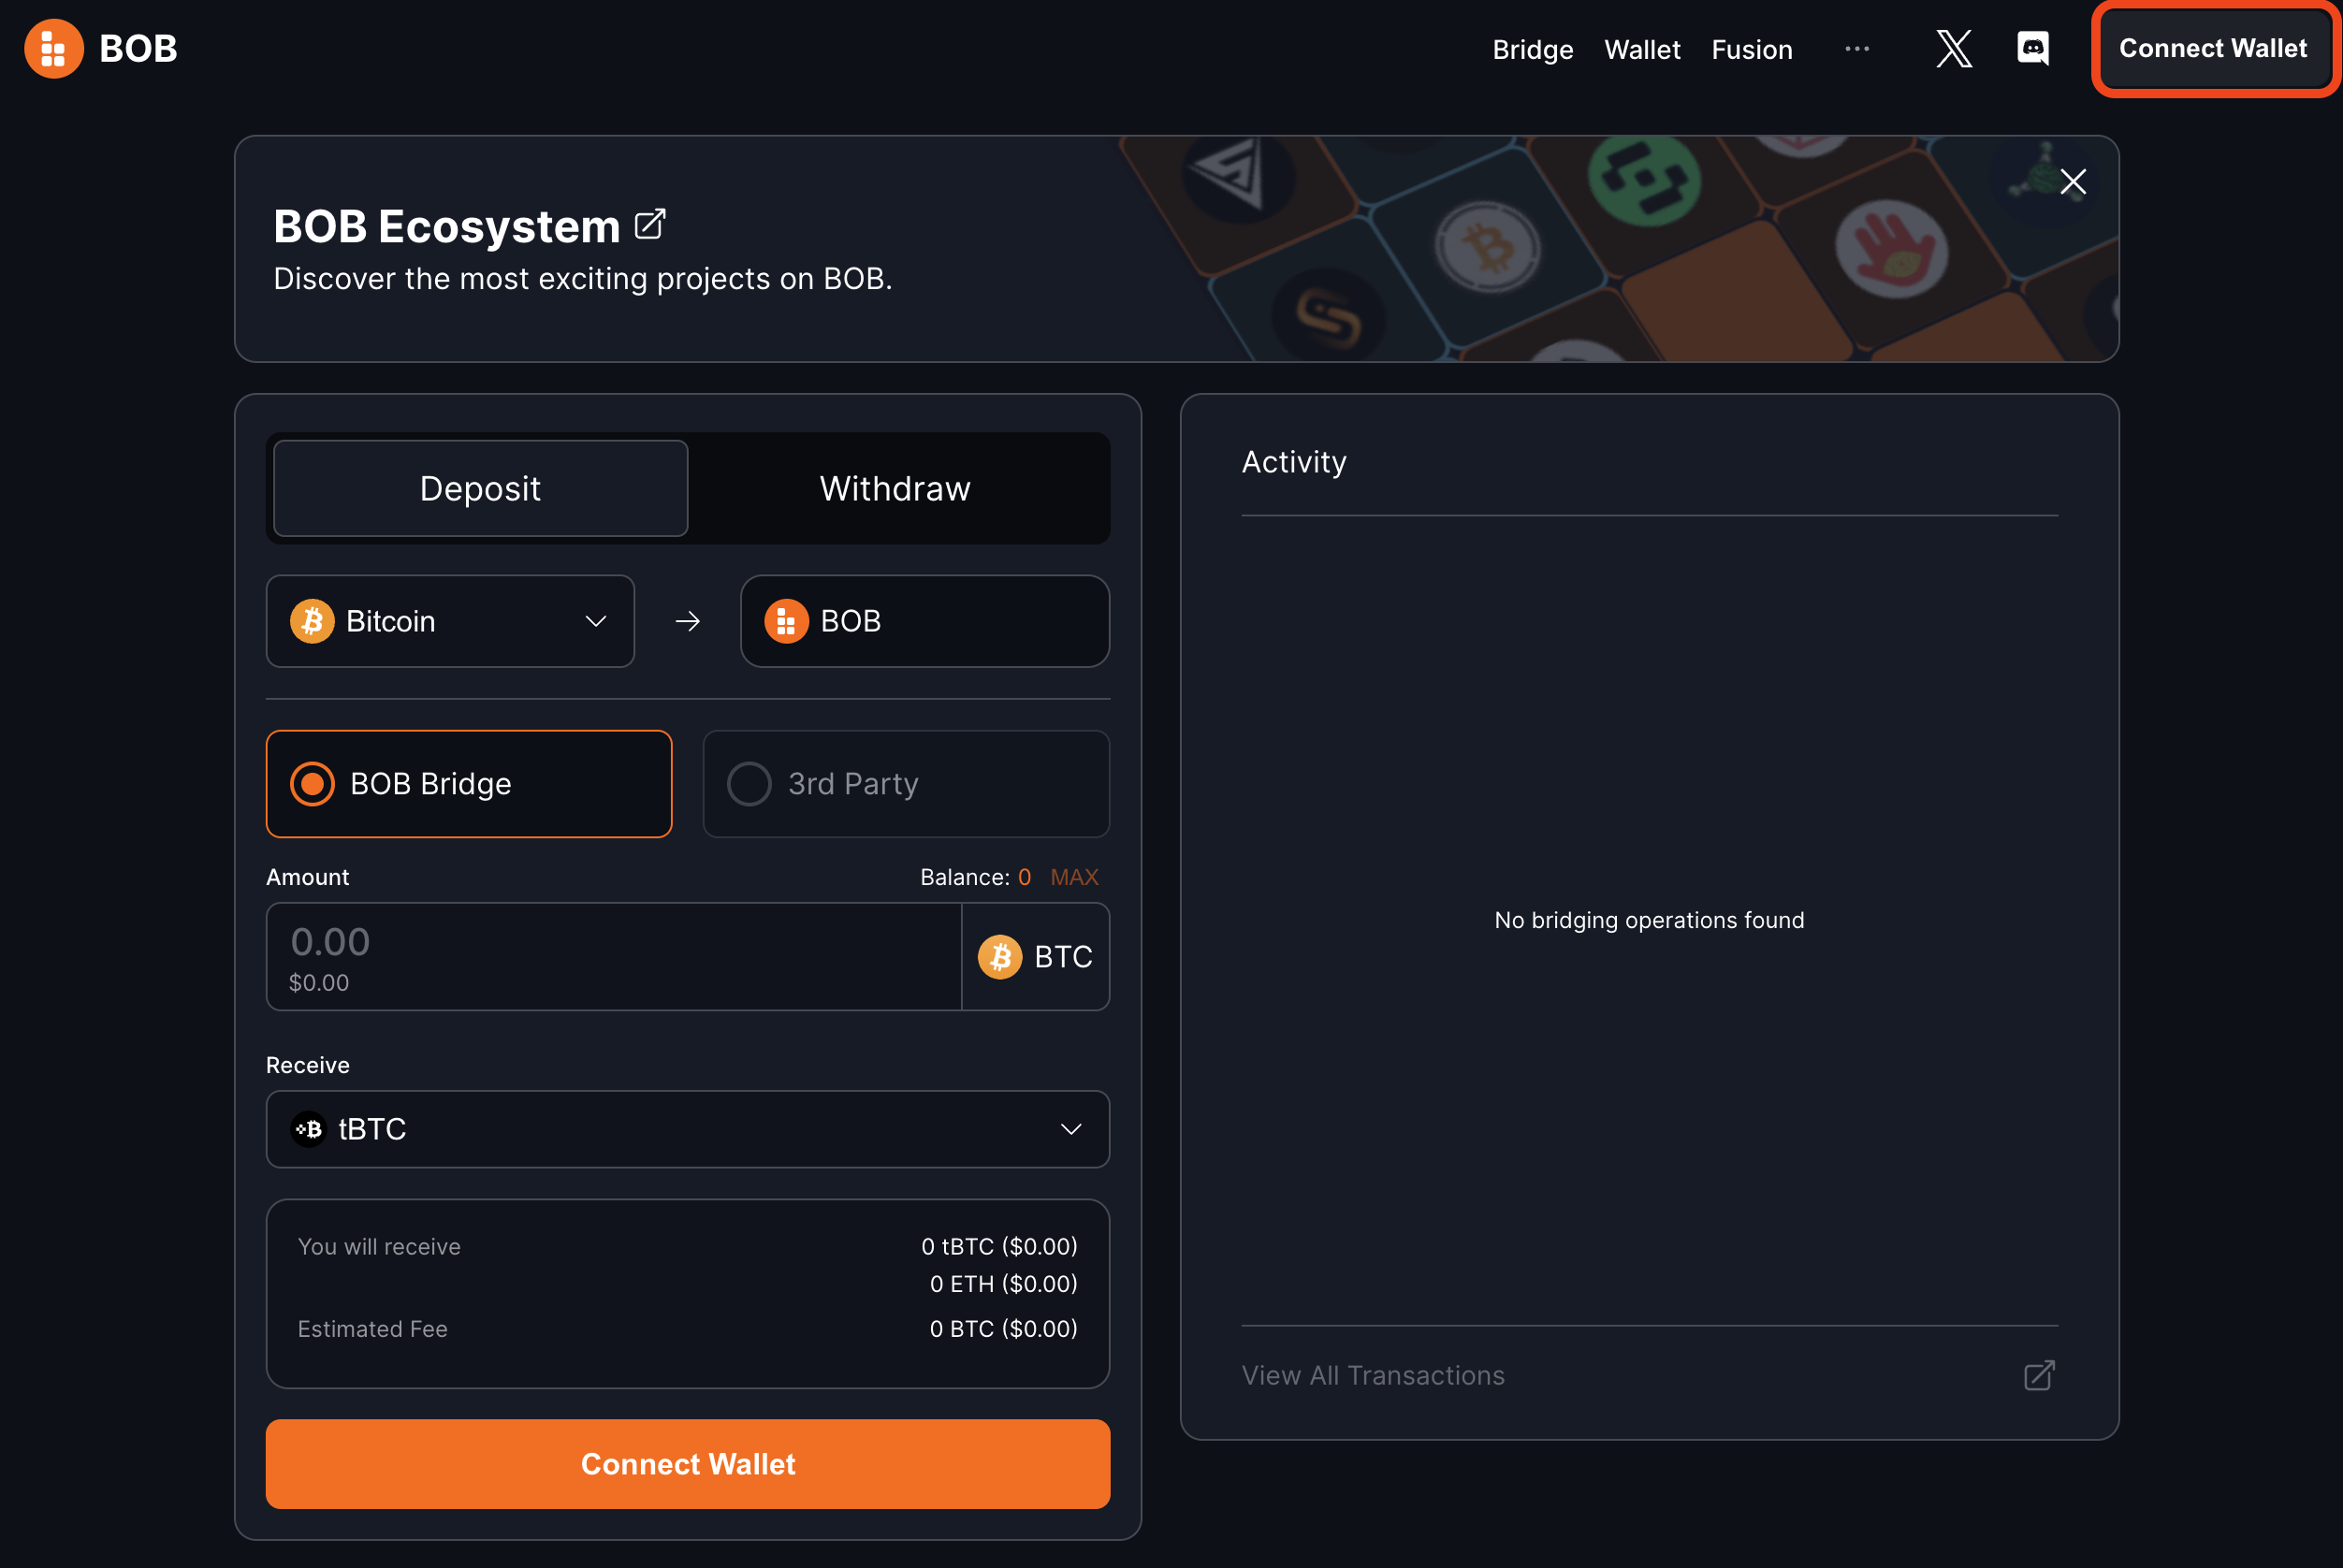 BOB
Bridge
Wallet
Fusion
Connect Wallet
BOB Ecosystem
Discover the most exciting projects on BOB.
Deposit
Withdraw
Bitcoin
BOB
BOB Bridge
3rd Party
Amount
Balance: 0 MAX
0.00
$0.00
BTC
Receive
tBTC
You will receive
0 tBTC ($0.00)
0 ETH ($0.00)
Estimated Fee
0 BTC ($0.00)
Connect Wallet
Activity
No bridging operations found
View All Transactions